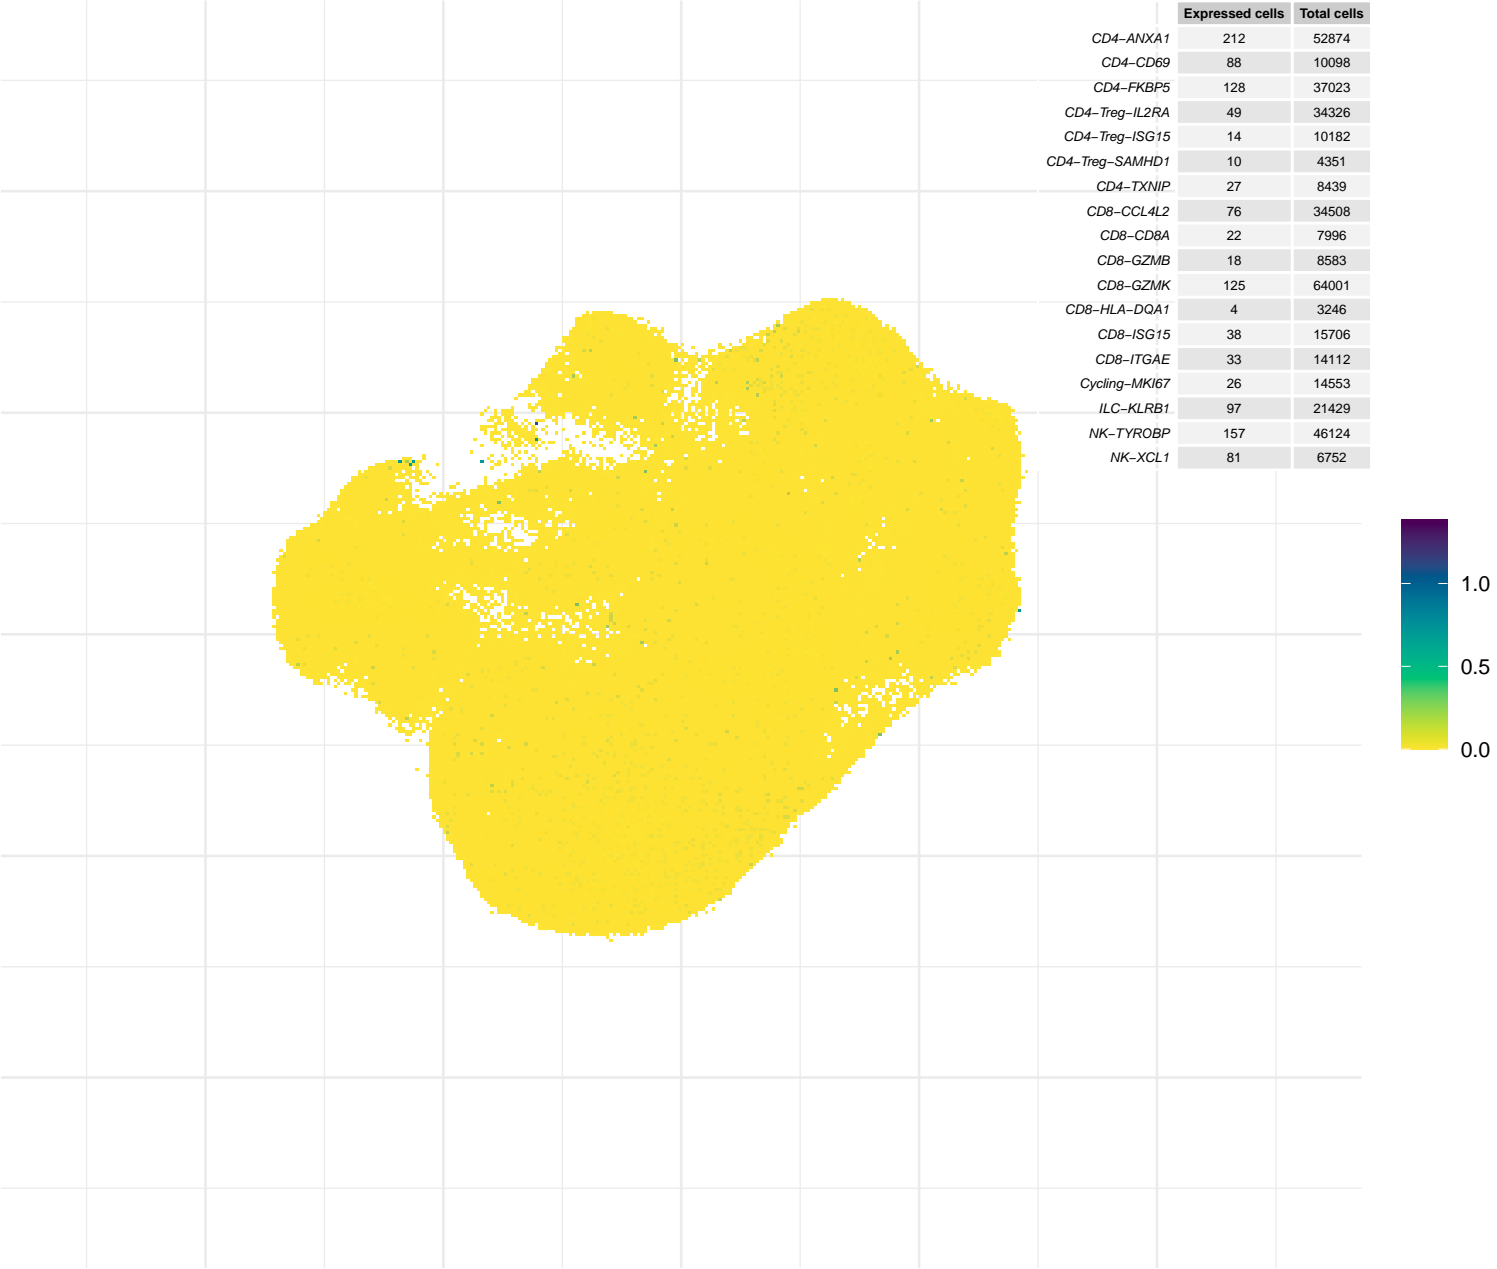 Expressed cells Total cells
CD4−ANXA1 212 52874
CD4−CD69 88 10098
CD4−FKBP5 128 37023
CD4−Treg−IL2RA 49 34326
CD4−Treg−ISG15 14 10182
CD4−Treg−SAMHD1 10 4351
CD4−TXNIP 27 8439
CD8−CCL4L2 76 34508
CD8−CD8A 22 7996
CD8−GZMB 18 8583
CD8−GZMK 125 64001
CD8−HLA−DQA1 4 3246
CD8−ISG15 38 15706
CD8−ITGAE 33 14112
Cycling−MKI67 26 14553
ILC−KLRB1 97 21429
NK−TYROBP 157 46124
NK−XCL1 81 6752
1.0
0.5
0.0